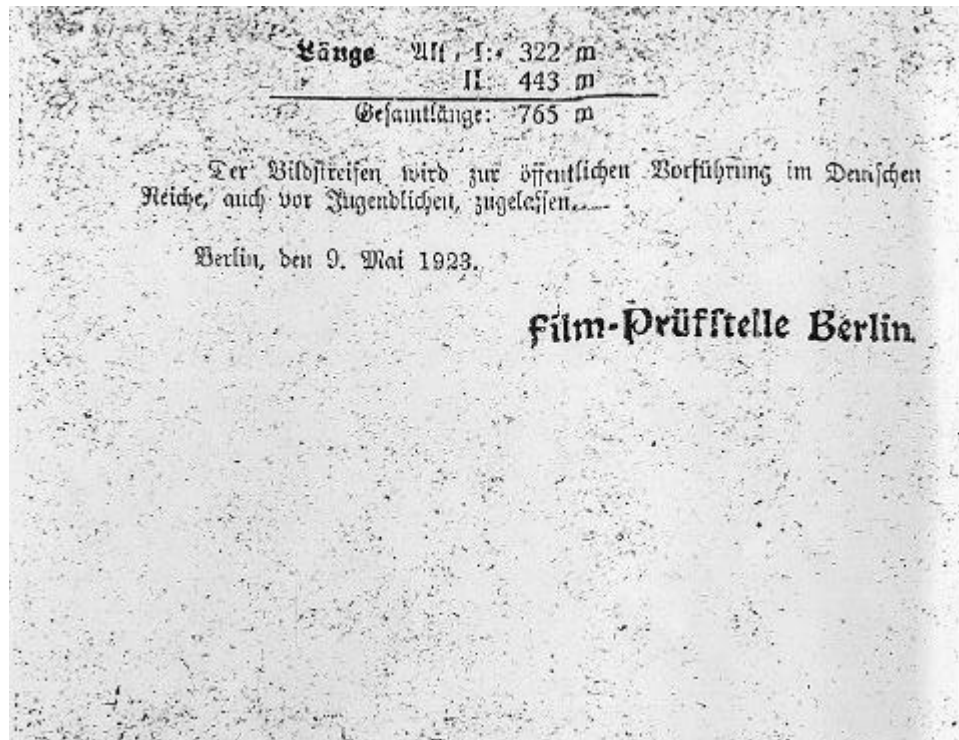 Länge Akt I: 322 m
II 443 m
Gesamtlänge: 765 m
Der Bildstreifen wird zur öffentlichen Vorführung im Deutschen
Reiche, auch vor Jugendlichen, zugelassen.
Berlin, den 9. Mai 1923.
Film-Prüfstelle Berlin.